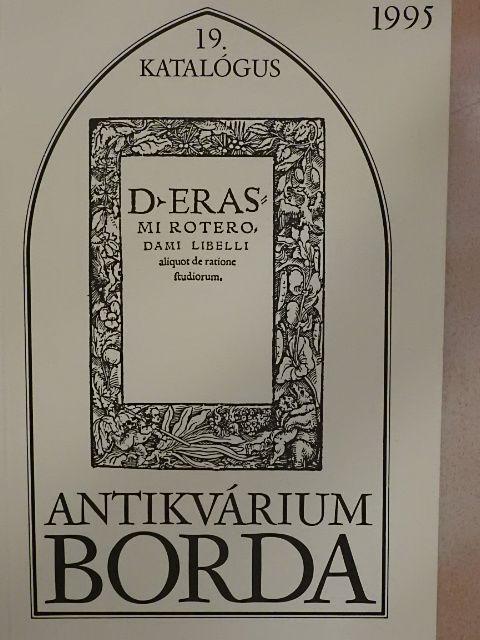 1995
19.
KATALÓGUS
D ERAS=
MI ROTERO,
DAMI LIBELLI
aliquot de ratione
studiorum.
ANTIKVÁRIUM
BORDA